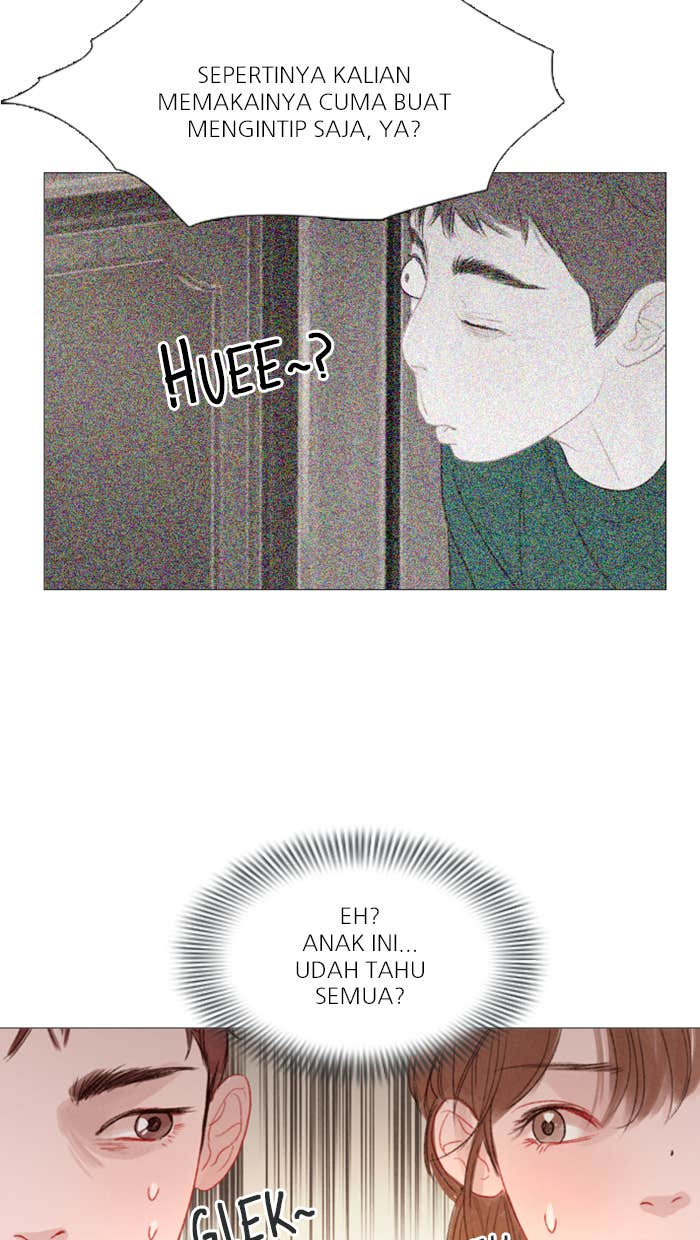 SEPERTINYA KALIAN
MEMAKAINYA CUMA BUAT
MENGINTIP SAJA, YA?
HUEE~?
EH?
ANAK INI...
UDAH TAHU
SEMUA?
GLEK~